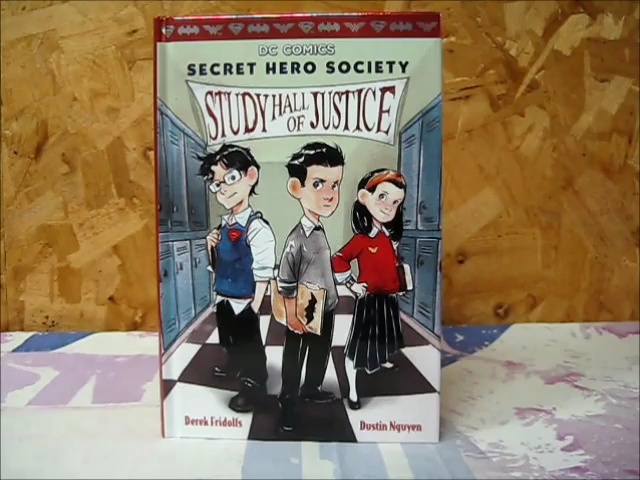 DC COMICS
SECRET HERO SOCIETY
STUDY HALL OF JUSTICE
Derek Fridolfs
Dustin Nguyen